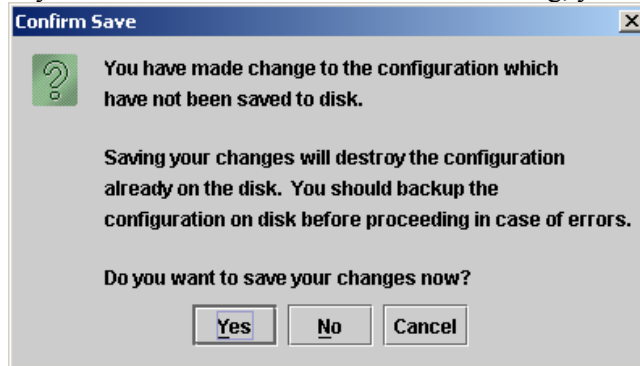 Confirm Save
You have made change to the configuration which
have not been saved to disk.
Saving your changes will destroy the configuration
already on the disk. You should backup the
configuration on disk before proceeding in case of errors.
Do you want to save your changes now?
Yes No Cancel